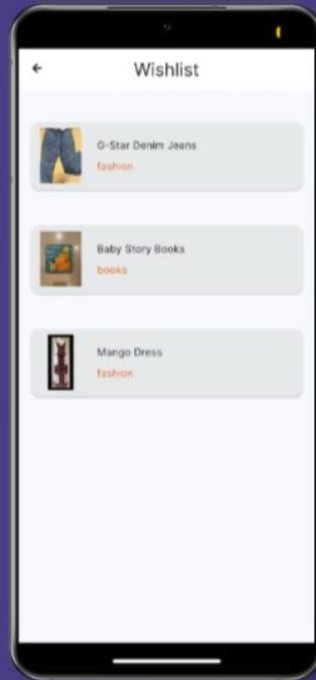 Wishlist
G-Star Denim Jeans
fashion
Baby Story Books
books
Mango Dress
fashion